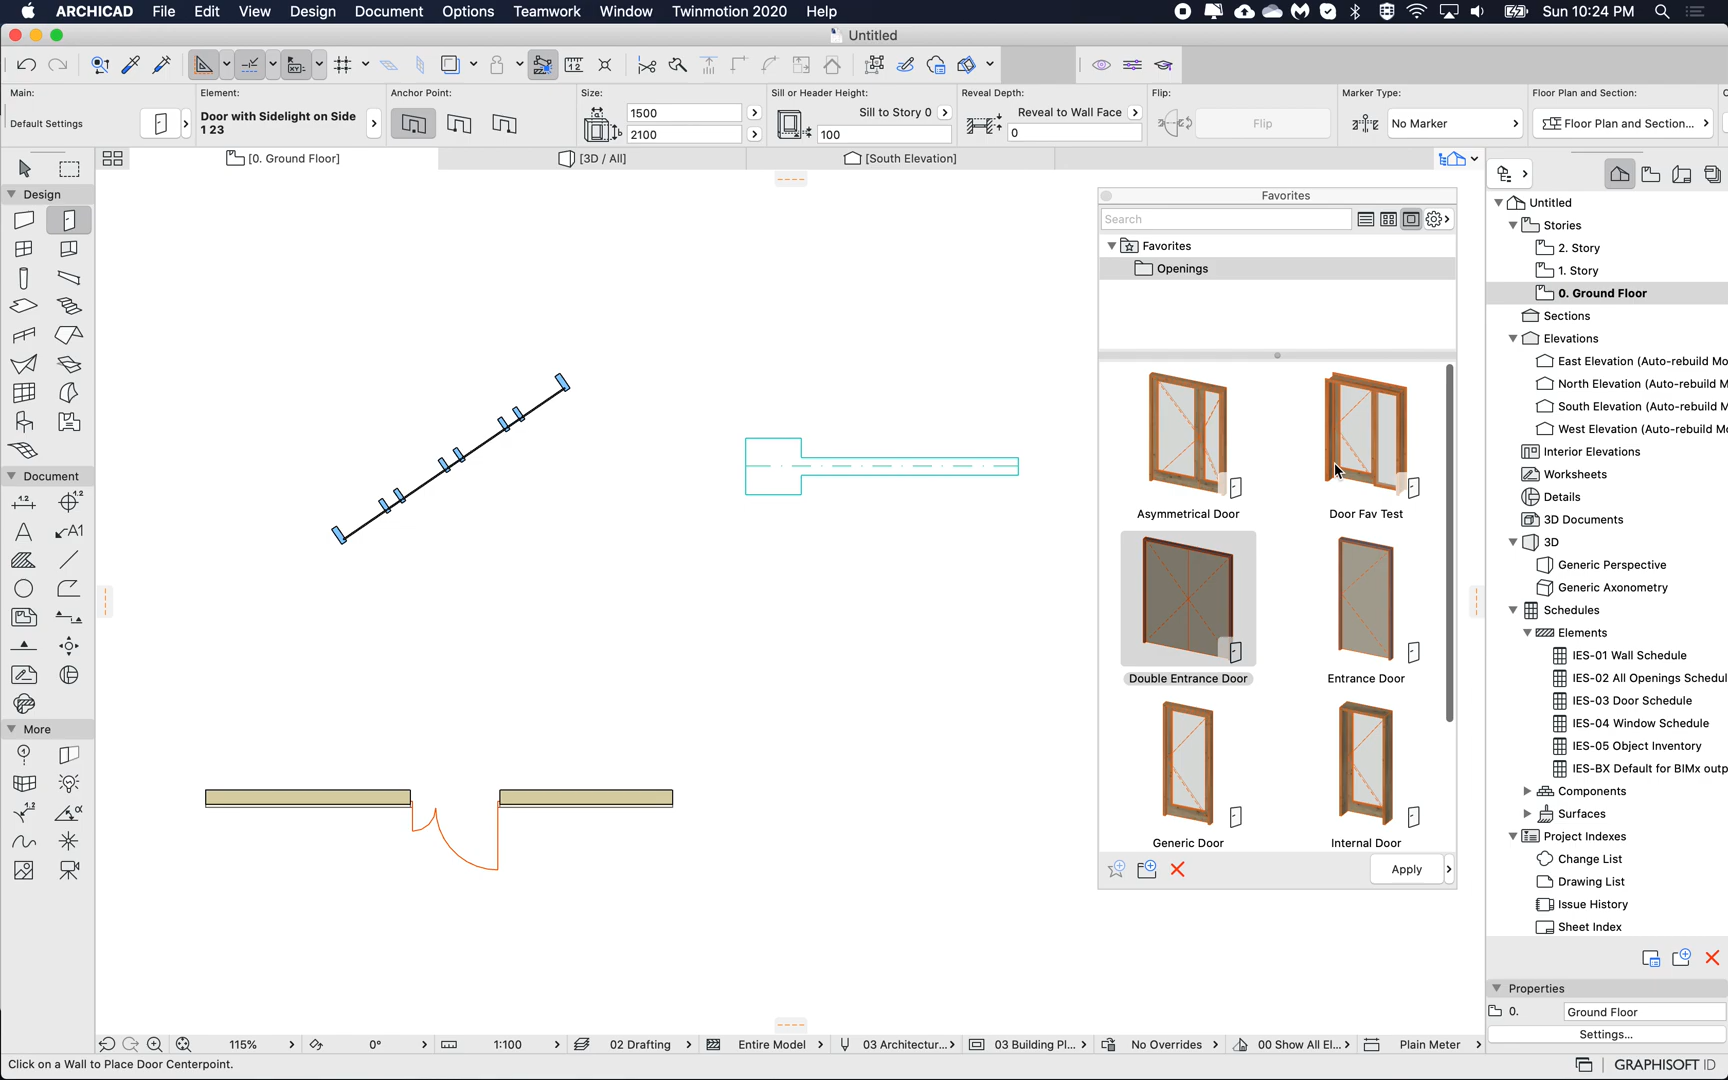 ARCHICAD File Edit View Design Document Options Teamwork Window Twinmotion 2020 Help Sun 10:24 PM
Untitled
Main: Element: Anchor Point: Size: Sill or Header Height: Reveal Depth: Flip: Marker Type: Floor Plan and Section:
Default Settings
Door with Sidelight on Side
1 23
1500
2100
Sill to Story 0
100
Reveal to Wall Face
0
Flip
No Marker
Floor Plan and Section...
[0. Ground Floor] [3D / All] [South Elevation]
Design
Document
1.2
A
A1
More
1.2
Favorites
Search
Favorites
Openings
Asymmetrical Door
Door Fav Test
Double Entrance Door
Entrance Door
Generic Door
Internal Door
Apply
Untitled
Stories
2. Story
1. Story
0. Ground Floor
Sections
Elevations
East Elevation (Auto-rebuild Mo
North Elevation (Auto-rebuild M
South Elevation (Auto-rebuild M
West Elevation (Auto-rebuild Mo
Interior Elevations
Worksheets
Details
3D Documents
3D
Generic Perspective
Generic Axonometry
Schedules
Elements
IES-01 Wall Schedule
IES-02 All Openings Schedul
IES-03 Door Schedule
IES-04 Window Schedule
IES-05 Object Inventory
IES-BX Default for BIMx outp
Components
Surfaces
Project Indexes
Change List
Drawing List
Issue History
Sheet Index
Properties
0. Ground Floor
Settings...
115% 0° 1:100 02 Drafting Entire Model 03 Architectur... 03 Building Pl... No Overrides 00 Show All El... Plain Meter
Click on a Wall to Place Door Centerpoint.
GRAPHISOFT ID